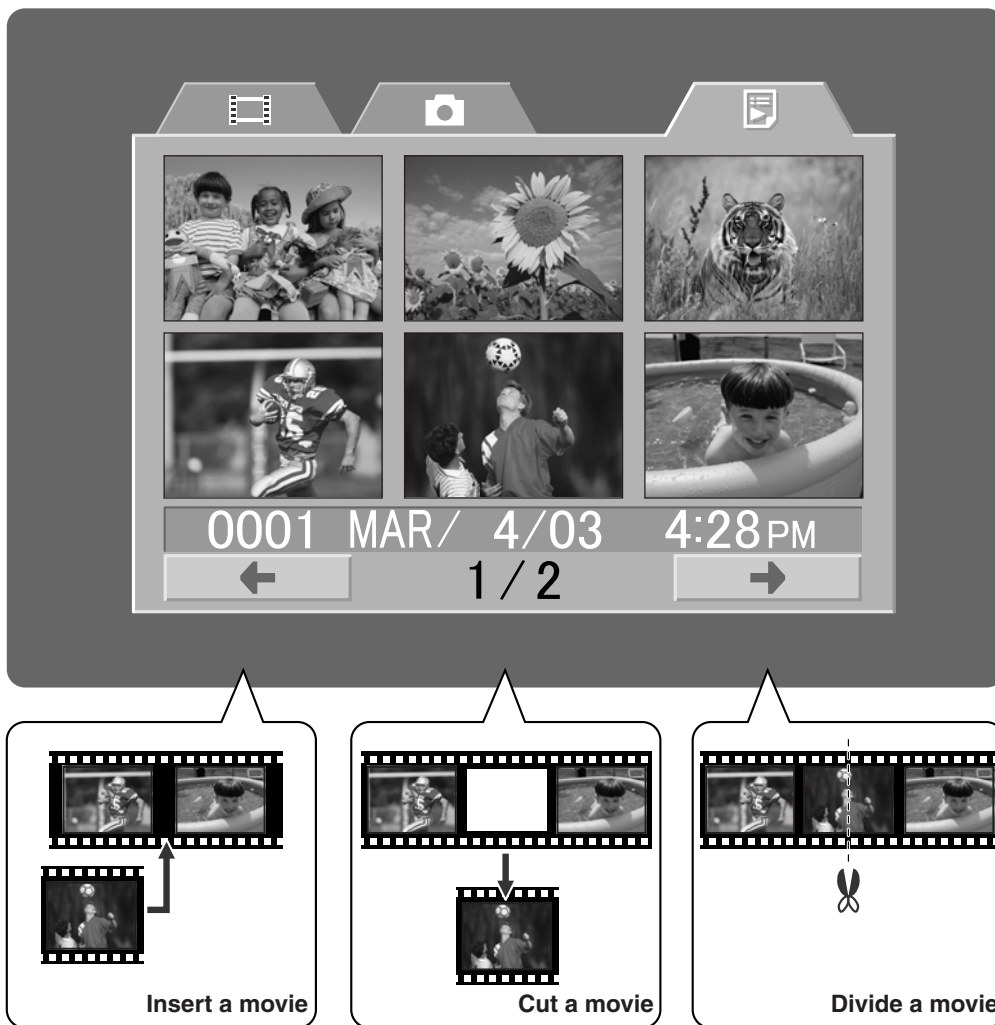 0001 MAR/ 4/03 4:28PM
1/2
Insert a movie
Cut a movie
Divide a movie